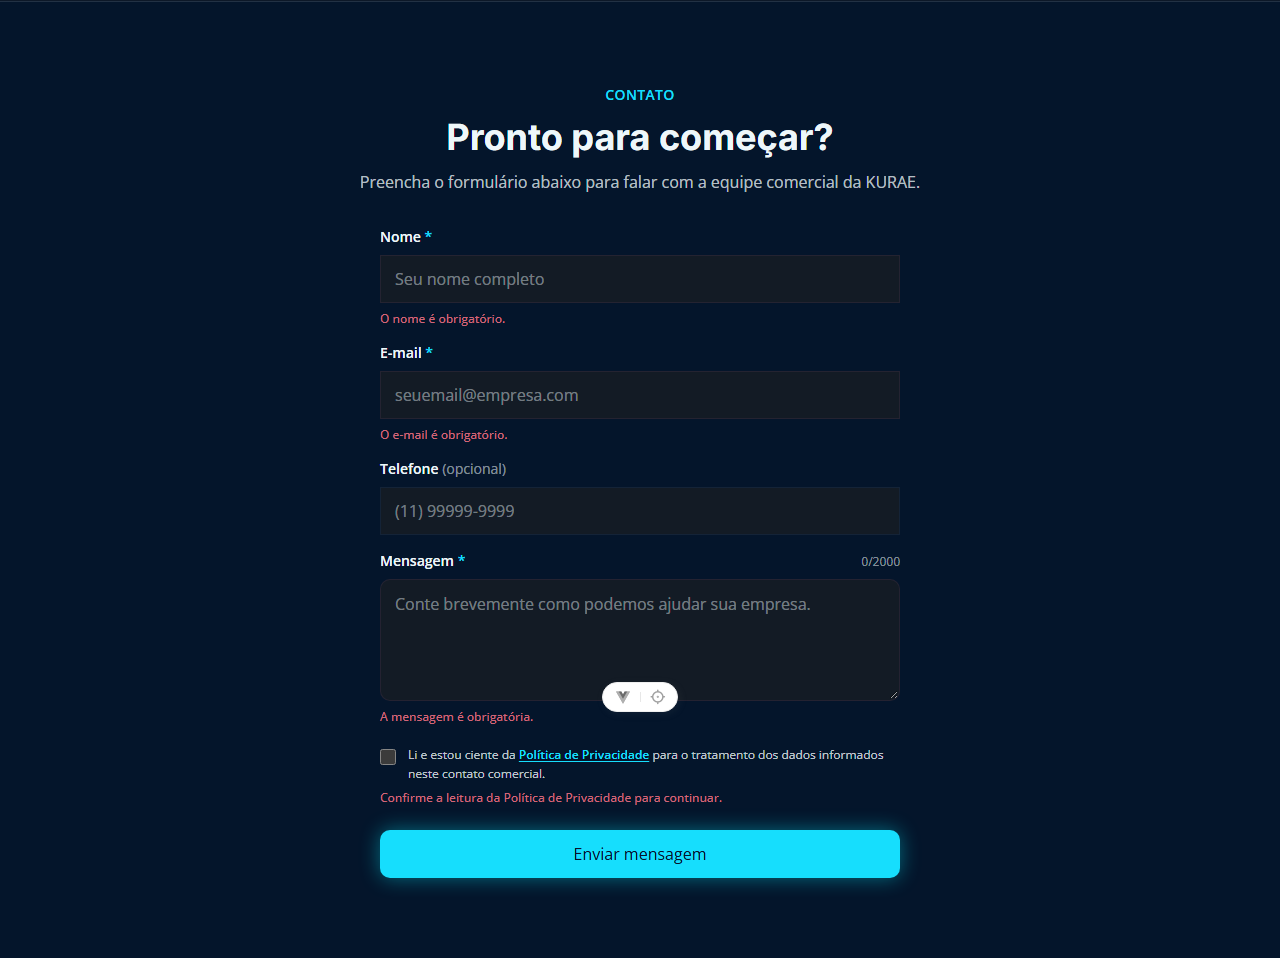 CONTATO
Pronto para começar?
Preencha o formulário abaixo para falar com a equipe comercial da KURAE.
Nome *
Seu nome completo
O nome é obrigatório.
E-mail *
seuemail@empresa.com
O e-mail é obrigatório.
Telefone (opcional)
(11) 99999-9999
Mensagem * 0/2000
Conte brevemente como podemos ajudar sua empresa.
A mensagem é obrigatória.
Li e estou ciente da Política de Privacidade para o tratamento dos dados informados
neste contato comercial.
Confirme a leitura da Política de Privacidade para continuar.
Enviar mensagem